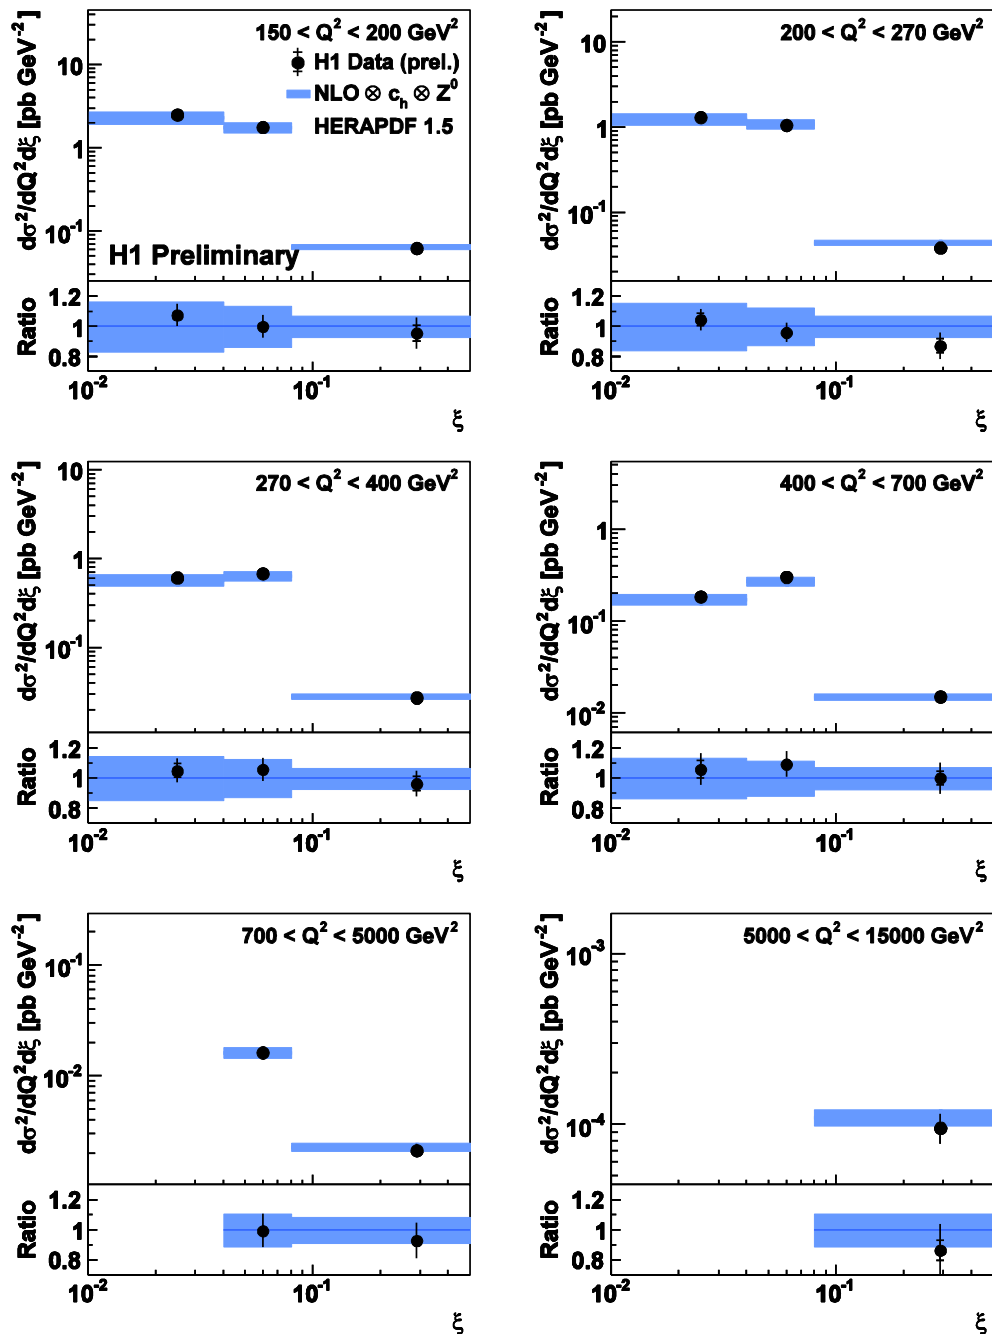 150 < Q² < 200 GeV²
H1 Data (prel.)
NLO ⊗ c_h ⊗ Z⁰
HERAPDF 1.5
H1 Preliminary
dσ²/dQ²dξ [pb GeV⁻²]
10
1
10⁻¹
Ratio
1.2
1
0.8
10⁻²
10⁻¹
ξ
200 < Q² < 270 GeV²
dσ²/dQ²dξ [pb GeV⁻²]
10
1
10⁻¹
Ratio
1.2
1
0.8
10⁻²
10⁻¹
ξ
270 < Q² < 400 GeV²
dσ²/dQ²dξ [pb GeV⁻²]
10
1
10⁻¹
Ratio
1.2
1
0.8
10⁻²
10⁻¹
ξ
400 < Q² < 700 GeV²
dσ²/dQ²dξ [pb GeV⁻²]
1
10⁻¹
10⁻²
Ratio
1.2
1
0.8
10⁻²
10⁻¹
ξ
700 < Q² < 5000 GeV²
dσ²/dQ²dξ [pb GeV⁻²]
10⁻¹
10⁻²
Ratio
1.2
1
0.8
10⁻²
10⁻¹
ξ
5000 < Q² < 15000 GeV²
dσ²/dQ²dξ [pb GeV⁻²]
10⁻³
10⁻⁴
Ratio
1.2
1
0.8
10⁻²
10⁻¹
ξ